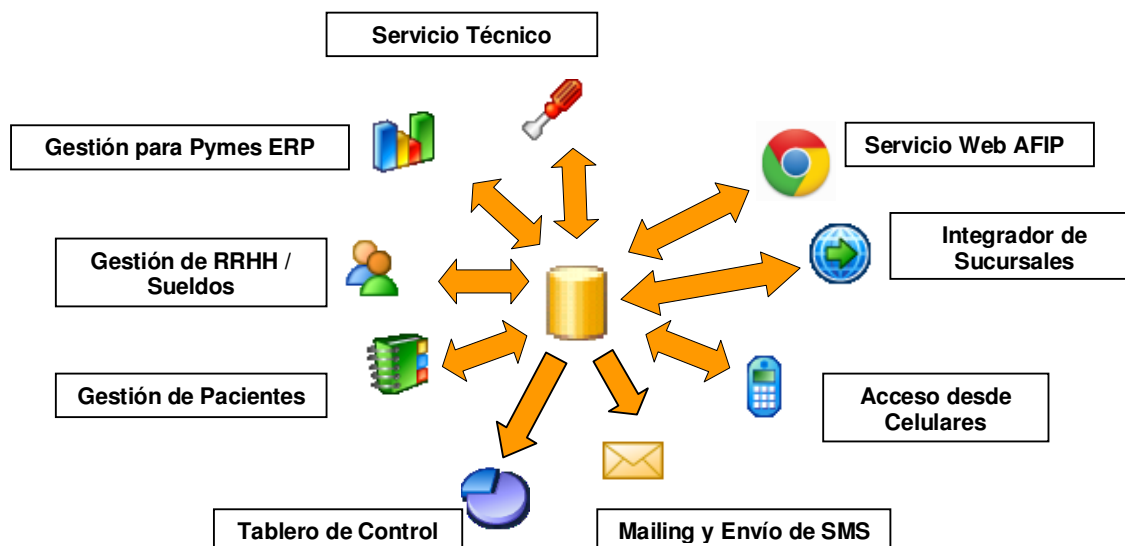 Servicio Técnico
Gestión para Pymes ERP
Servicio Web AFIP
Gestión de RRHH /
Sueldos
Integrador de
Sucursales
Gestión de Pacientes
Acceso desde
Celulares
Tablero de Control
Mailing y Envío de SMS